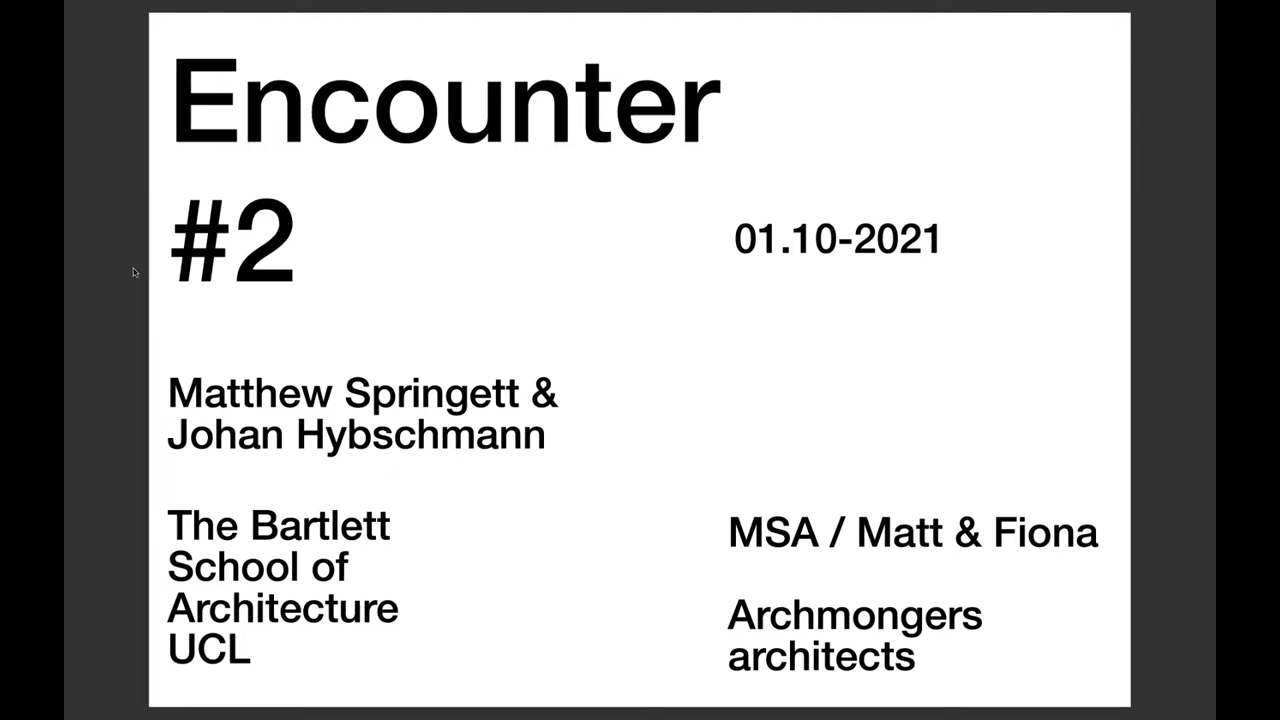 Encounter
#2
01.10-2021
Matthew Springett &
Johan Hybschmann
The Bartlett
School of
Architecture
UCL
MSA / Matt & Fiona
Archmongers
architects